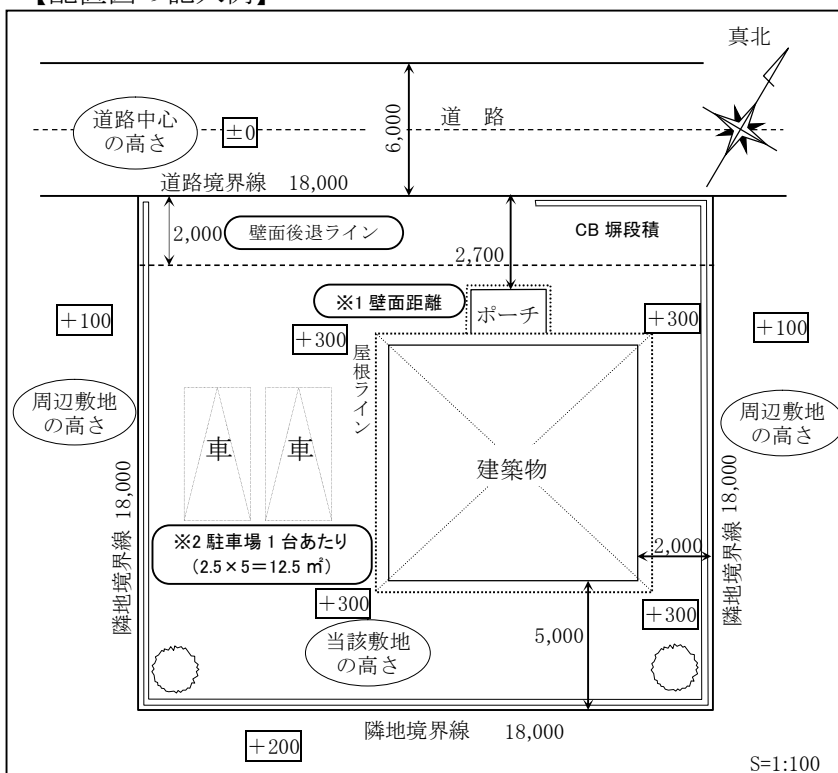 【配置図の記入例】
真北
道路中心
の高さ
±0
6,000
道 路
道路境界線 18,000
2,000
壁面後退ライン
2,700
CB 塀段積
※1 壁面距離
ポーチ
+100
+300
+300
+100
屋根ライン
周辺敷地
の高さ
周辺敷地
の高さ
車
車
建築物
隣地境界線 18,000
隣地境界線 18,000
※2 駐車場 1 台あたり
(2.5×5=12.5 ㎡)
2,000
+300
+300
当該敷地
の高さ
5,000
隣地境界線 18,000
+200
S=1:100